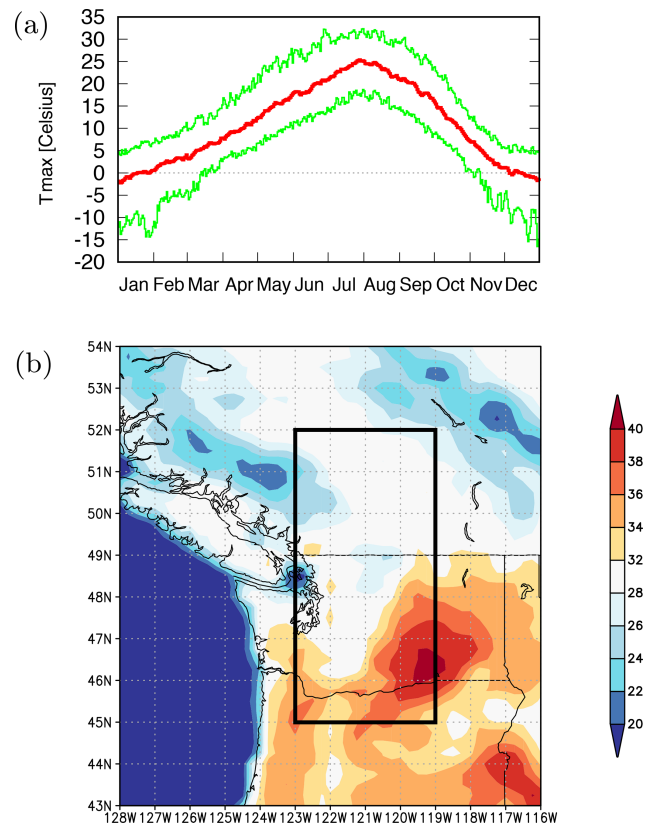 (a)
35
30
25
20
15
10
5
0
-5
-10
-15
-20
Tmax [Celsius]
Jan Feb Mar Apr May Jun Jul Aug Sep Oct Nov Dec
(b)
54N
53N
52N
51N
50N
49N
48N
47N
46N
45N
44N
43N
128W 127W 126W 125W 124W 123W 122W 121W 120W 119W 118W 117W 116W
40
38
36
34
32
30
28
26
24
22
20